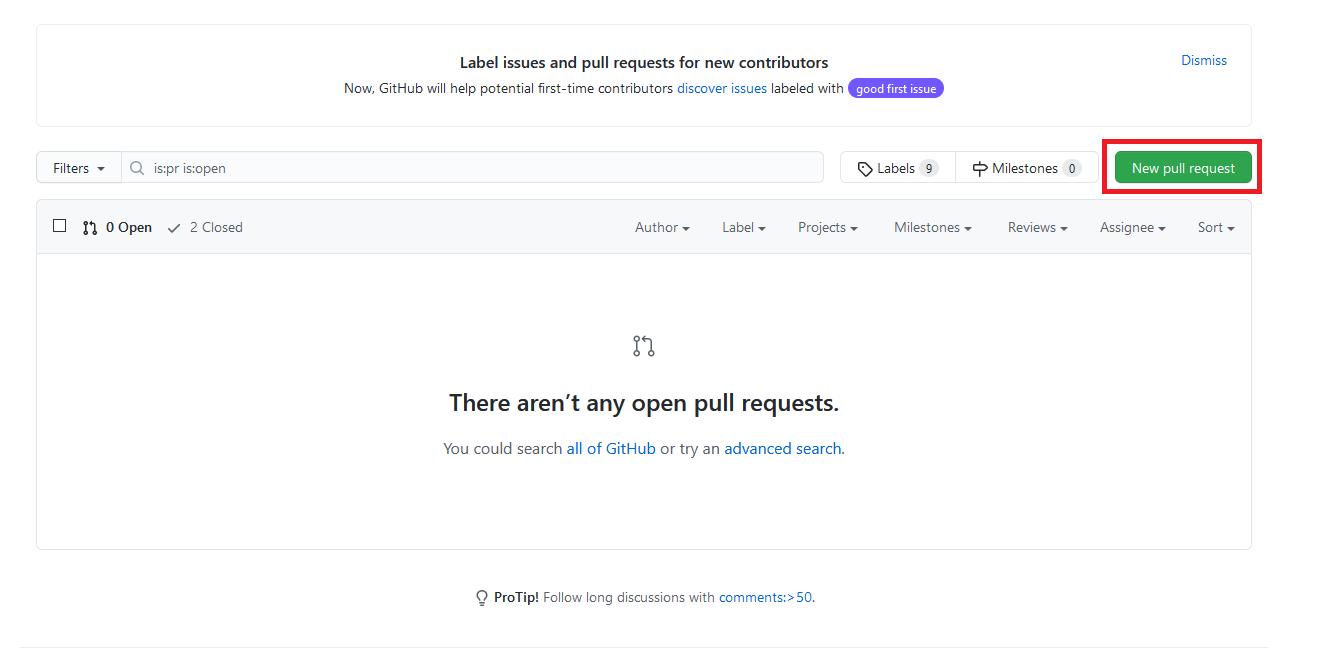 Label issues and pull requests for new contributors
Dismiss
Now, GitHub will help potential first-time contributors discover issues labeled with good first issue
Filters is:pr is:open Labels 9 Milestones 0 New pull request
0 Open 2 Closed Author Label Projects Milestones Reviews Assignee Sort
There aren’t any open pull requests.
You could search all of GitHub or try an advanced search.
ProTip! Follow long discussions with comments:>50.